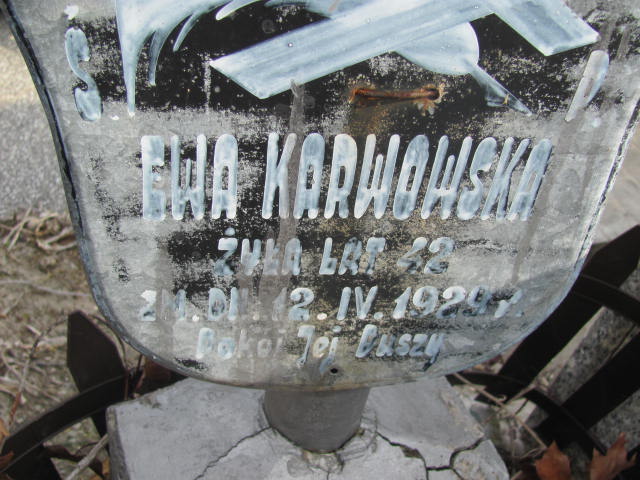 S P
EWA KARWOWSKA
ŻYŁA LAT 42
ZM. DN. 12. IV. 1929 r.
Pokój Jej Duszy